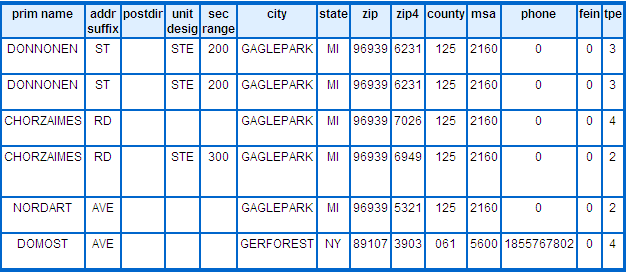 prim name addr suffix postdir unit desig sec range city state zip zip4 county msa phone fein tpe
DONNONEN ST STE 200 GAGLEPARK MI 96939 6231 125 2160 0 0 3
DONNONEN ST STE 200 GAGLEPARK MI 96939 6231 125 2160 0 0 3
CHORZAIMES RD GAGLEPARK MI 96939 7026 125 2160 0 0 4
CHORZAIMES RD STE 300 GAGLEPARK MI 96939 6949 125 2160 0 0 2
NORDART AVE GAGLEPARK MI 96939 5321 125 2160 0 0 2
DOMOST AVE GERFOREST NY 89107 3903 061 5600 1855767802 0 4